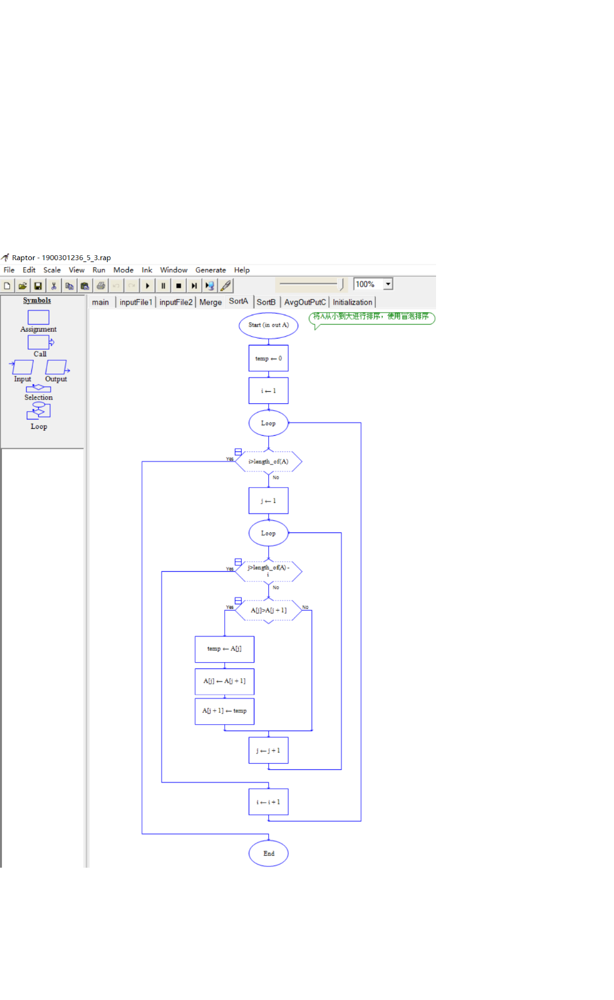 Raptor - 1900301236_5_3.rap
File Edit Scale View Run Mode Ink Window Generate Help
100%
Symbols
main inputFile1 inputFile2 Merge SortA SortB AvgOutPutC Initialization
Assignment
Call
Input Output
Selection
Loop
Start (in out A)
将A从小到大进行排序，使用冒泡排序
temp ← 0
i ← 1
Loop
Yes
i>length_of(A)
No
j ← 1
Loop
Yes
j>length_of(A) -
i
No
Yes
A[j]>A[j + 1]
No
temp ← A[j]
A[j] ← A[j + 1]
A[j + 1] ← temp
j ← j + 1
i ← i + 1
End